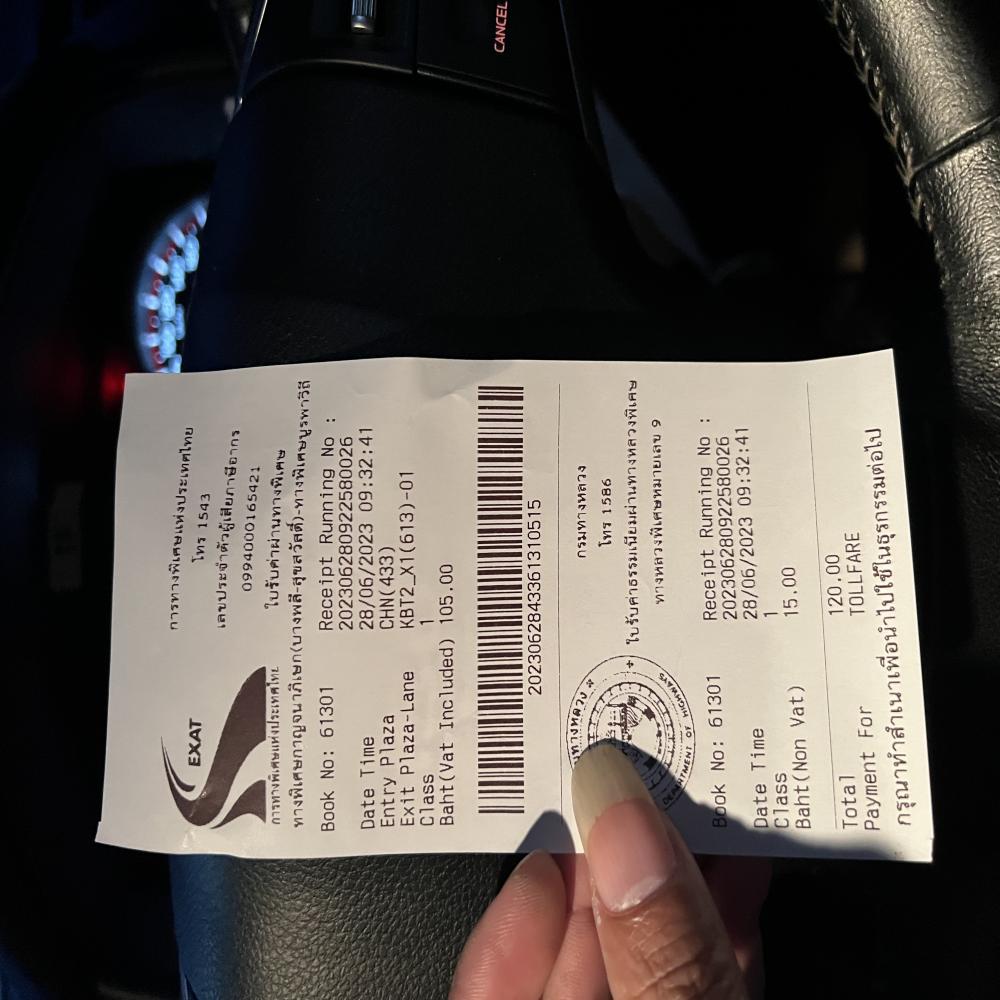 CANCEL
EXAT
การทางพิเศษแห่งประเทศไทย
การทางพิเศษแห่งประเทศไทย
โทร 1543
เลขประจำตัวผู้เสียภาษีอากร
0994000165421
ใบรับค่าผ่านทางพิเศษ
ทางพิเศษกาญจนาภิเษก(บางพลี-สุขสวัสดิ์)-ทางพิเศษบูรพาวิถี
Book No: 61301 Receipt Running No :
2023062809225800​26
Date Time 28/06/2023 09:32:41
Entry Plaza CHN(433)
Exit Plaza-Lane KBT2_X1(613)-01
Class 1
Baht(Vat Included) 105.00
2023062843361310515
กรมทางหลวง
โทร 1586
ใบรับค่าธรรมเนียมผ่านทางหลวงพิเศษ
ทางหลวงพิเศษหมายเลข 9
DEPARTMENT OF HIGHWAYS
Book No: 61301 Receipt Running No :
202306280922580026
Date Time 28/06/2023 09:32:41
Class 1
Baht(Non Vat) 15.00
Total 120.00
Payment For TOLLFARE
กรุณาทำสำเนาเพื่อนำไปใช้ในธุรกรรมต่อไป